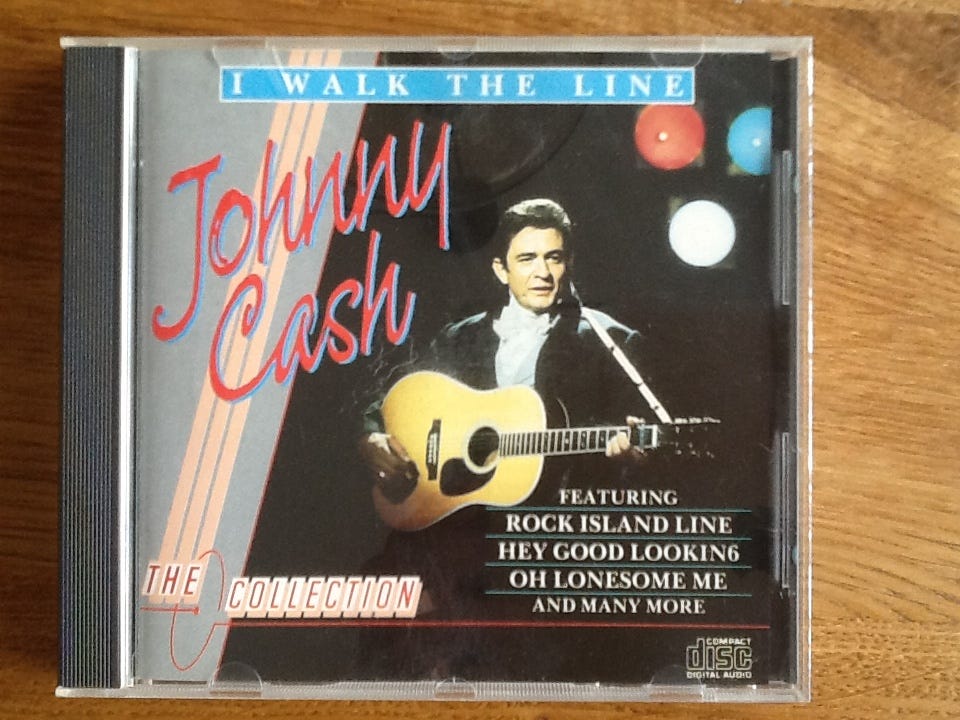 I WALK THE LINE
Johnny
Cash
FEATURING
ROCK ISLAND LINE
HEY GOOD LOOKIN6
OH LONESOME ME
AND MANY MORE
THE COLLECTION
COMPACT
disc
DIGITAL AUDIO